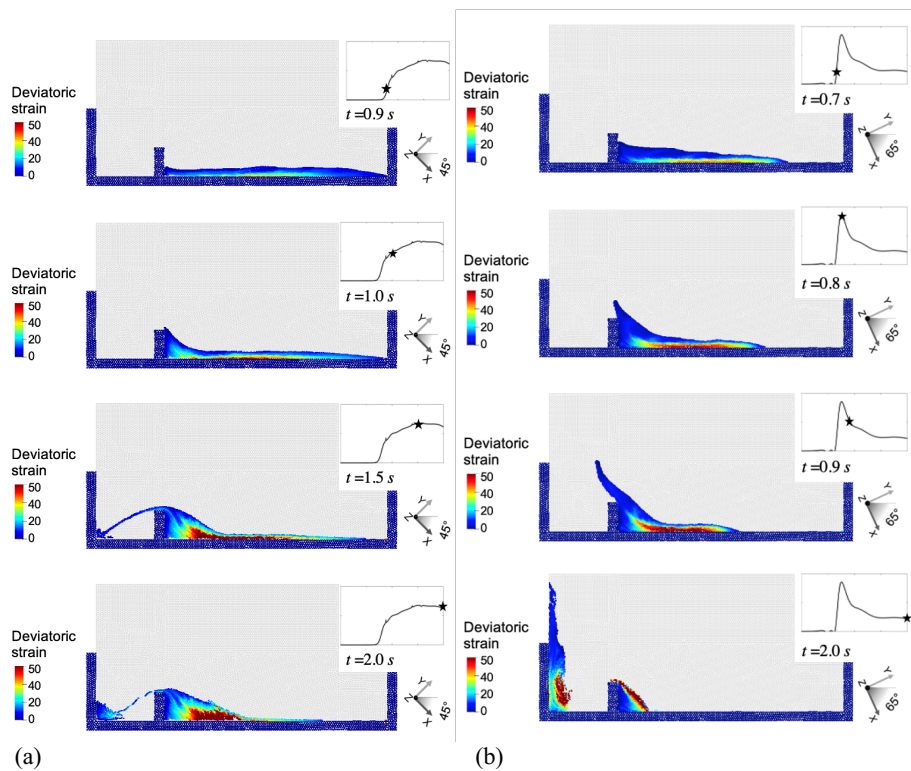 Deviatoric
strain
50
40
20
0
t =0.9 s
Y
Z
X
45°
Deviatoric
strain
50
40
20
0
t =1.0 s
Y
Z
X
45°
Deviatoric
strain
50
40
20
0
t =1.5 s
Y
Z
X
45°
Deviatoric
strain
50
40
20
0
t =2.0 s
Y
Z
X
45°
(a)
Deviatoric
strain
50
40
20
0
t =0.7 s
Y
Z
X
65°
Deviatoric
strain
50
40
20
0
t =0.8 s
Y
Z
X
65°
Deviatoric
strain
50
40
20
0
t =0.9 s
Y
Z
X
65°
Deviatoric
strain
50
40
20
0
t =2.0 s
Y
Z
X
65°
(b)